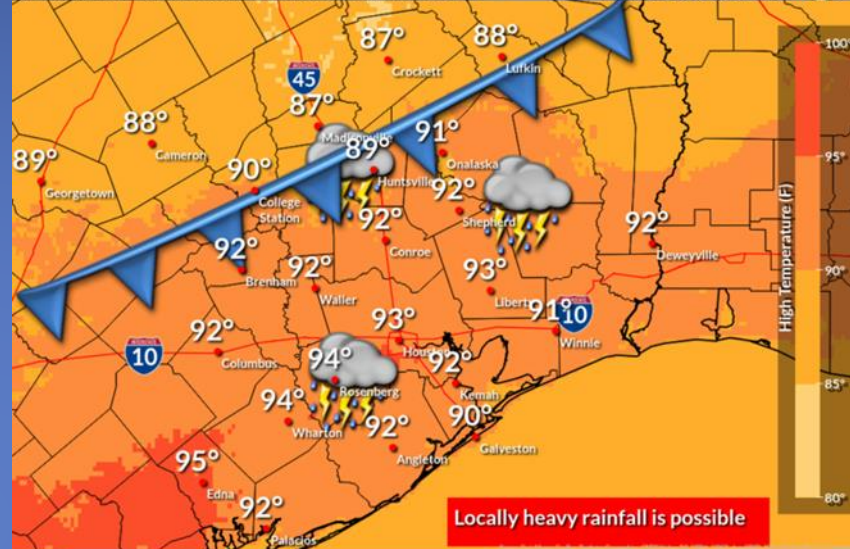 87°
Crockett
88°
Lufkin
45
87°
Madisonville
88°
Cameron
89°
Georgetown
90°
College
Station
89°
Huntsville
91°
Onalaska
92°
Shepherd
92°
Conroe
92°
Deweyville
92°
Brenham
92°
Waller
93°
Liberty
91°
Winnie
10
10
92°
Columbus
93°
Houston
94°
Rosenberg
92°
Kemah
94°
Wharton
92°
Angleton
90°
Galveston
95°
Edna
92°
Palacios
Locally heavy rainfall is possible
High Temperature (F)
100°
95°
90°
85°
80°